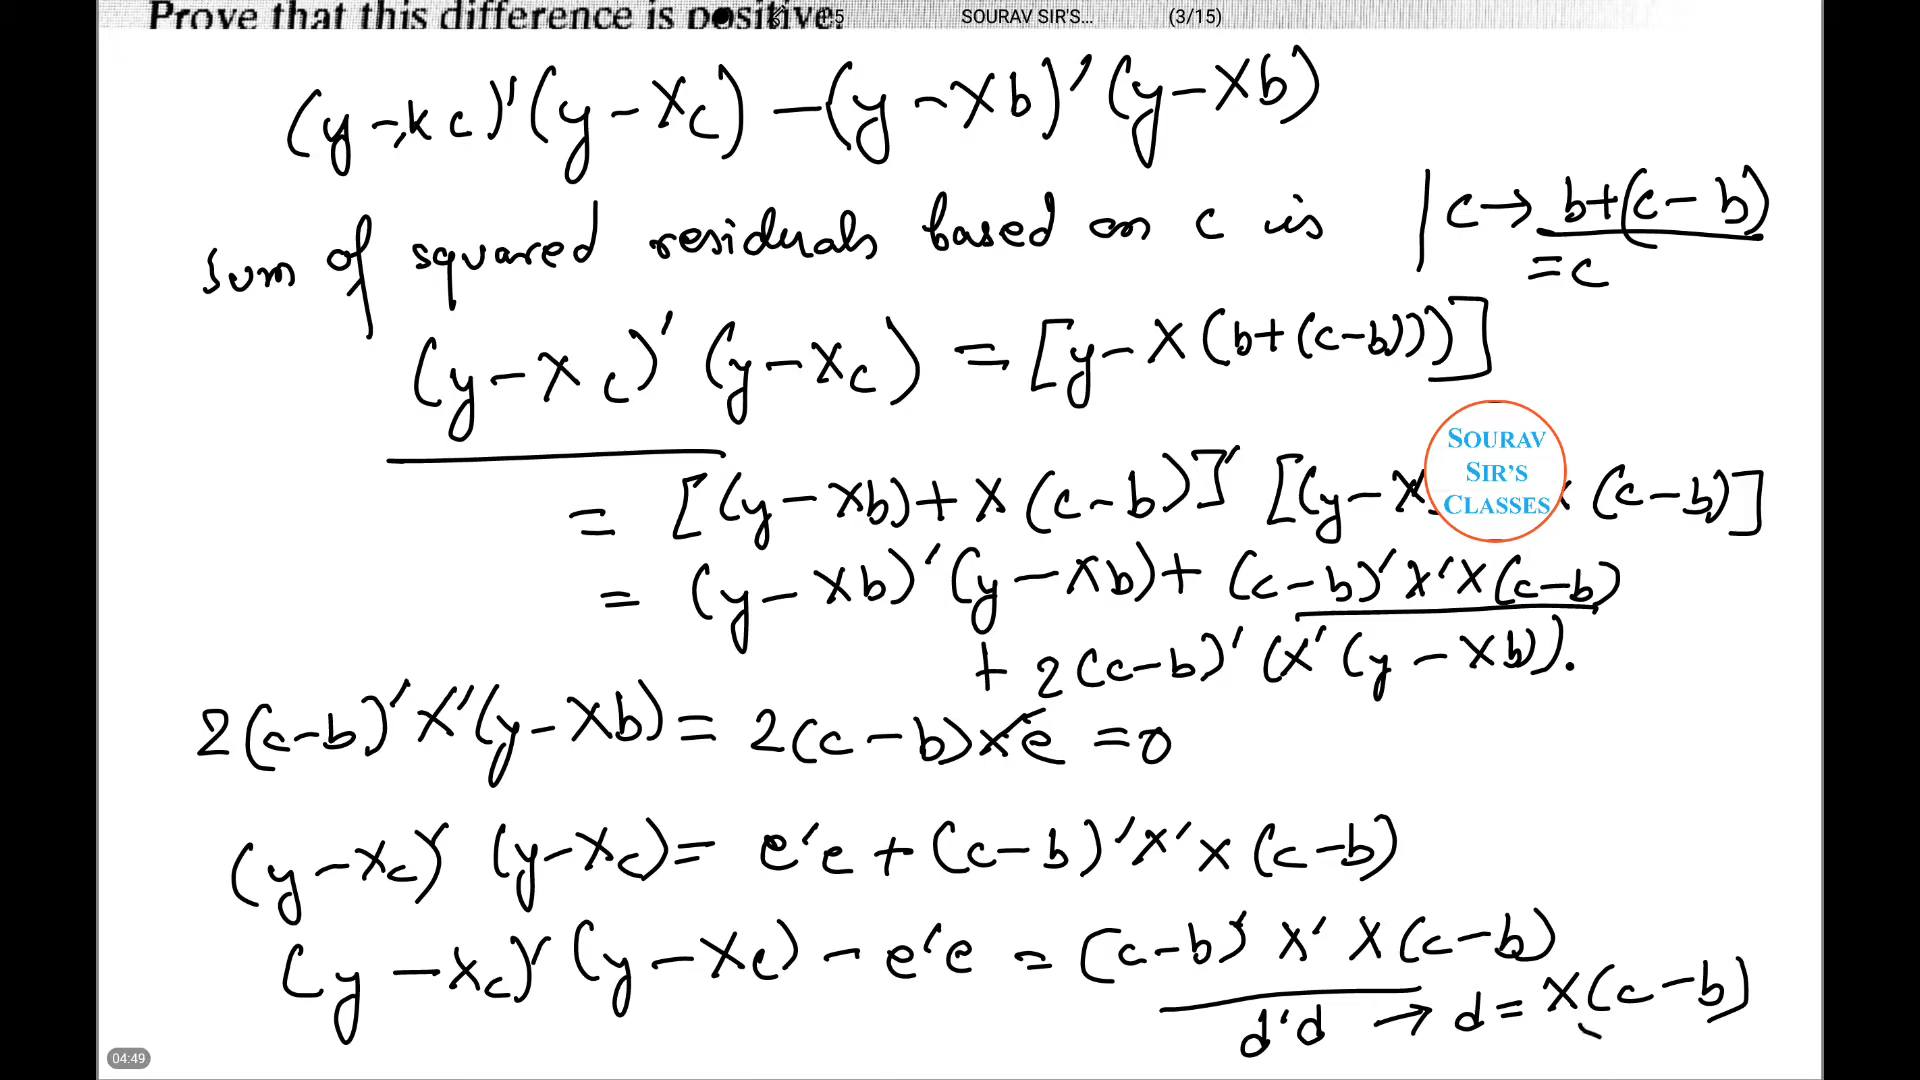 Prove that this difference is positive. 5 SOURAV SIR'S... (3/15)
(y-xc)'(y-Xc) - (y-Xb)'(y-Xb)
Sum of squared residuals based on c is | c → b+(c-b)
=c
(y-xc)'(y-xc) = [y-X(b+(c-b))]
= [(y-xb)+X(c-b)]' [(y-X (c-b)]
= (y-xb)'(y-xb)+(c-b)'x'x(c-b)
+ 2(c-b)'(x'(y-xb)).
2(c-b)'X'(y-Xb) = 2(c-b)x'e = 0
(y-xc)'(y-xc) = e'e+(c-b)'x'x(c-b)
(y-xc)'(y-xc) - e'e = (c-b)'X'X(c-b)
d'd → d = X(c-b)
SOURAV
SIR'S
CLASSES
04:49